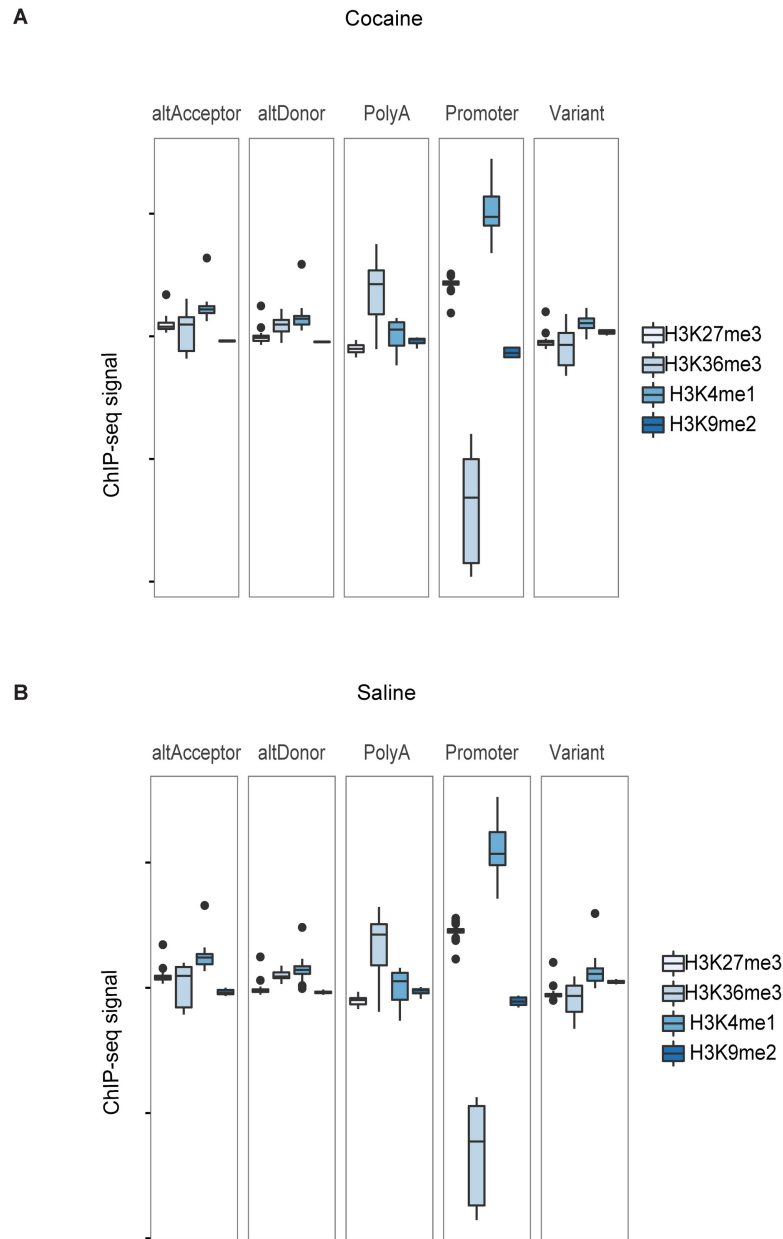 A
Cocaine
altAcceptor altDonor PolyA Promoter Variant
ChIP-seq signal
H3K27me3
H3K36me3
H3K4me1
H3K9me2
B
Saline
altAcceptor altDonor PolyA Promoter Variant
ChIP-seq signal
H3K27me3
H3K36me3
H3K4me1
H3K9me2